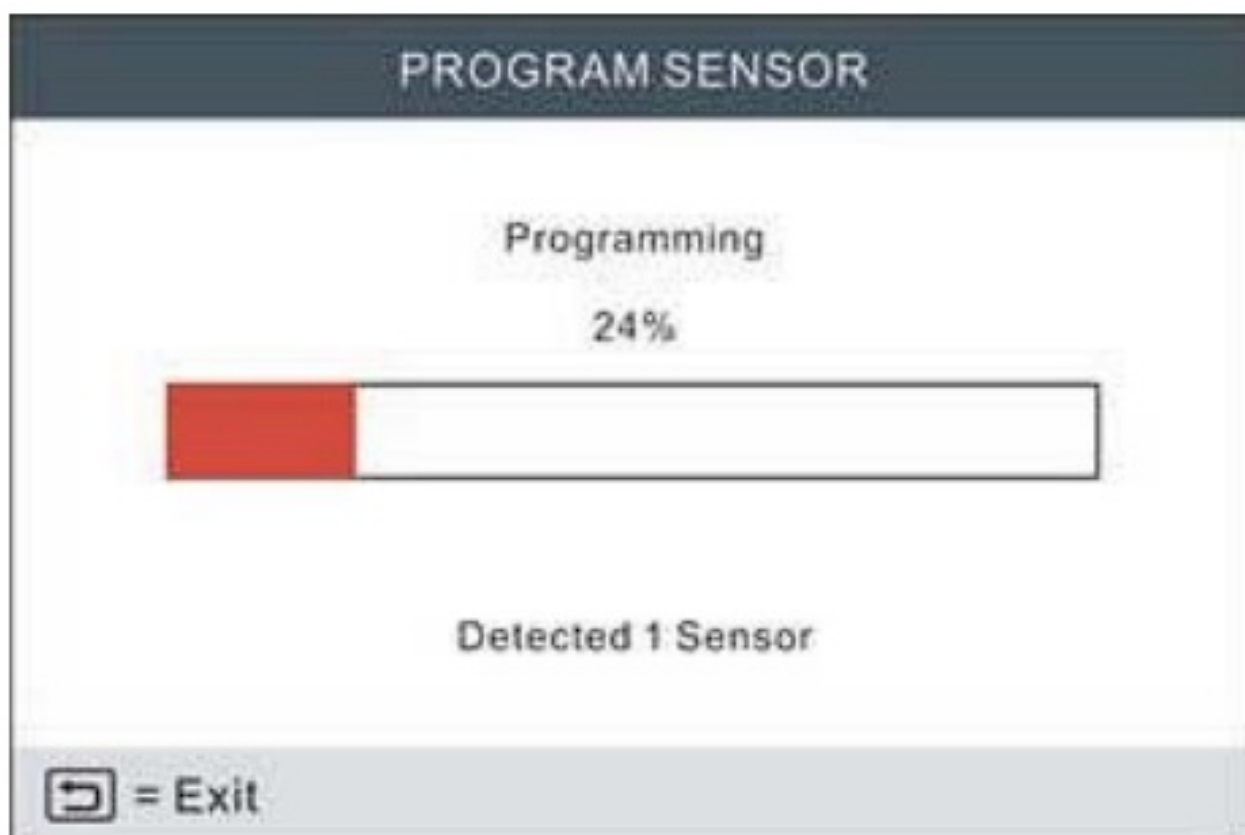 PROGRAM SENSOR
Programming
24%
Detected 1 Sensor
= Exit